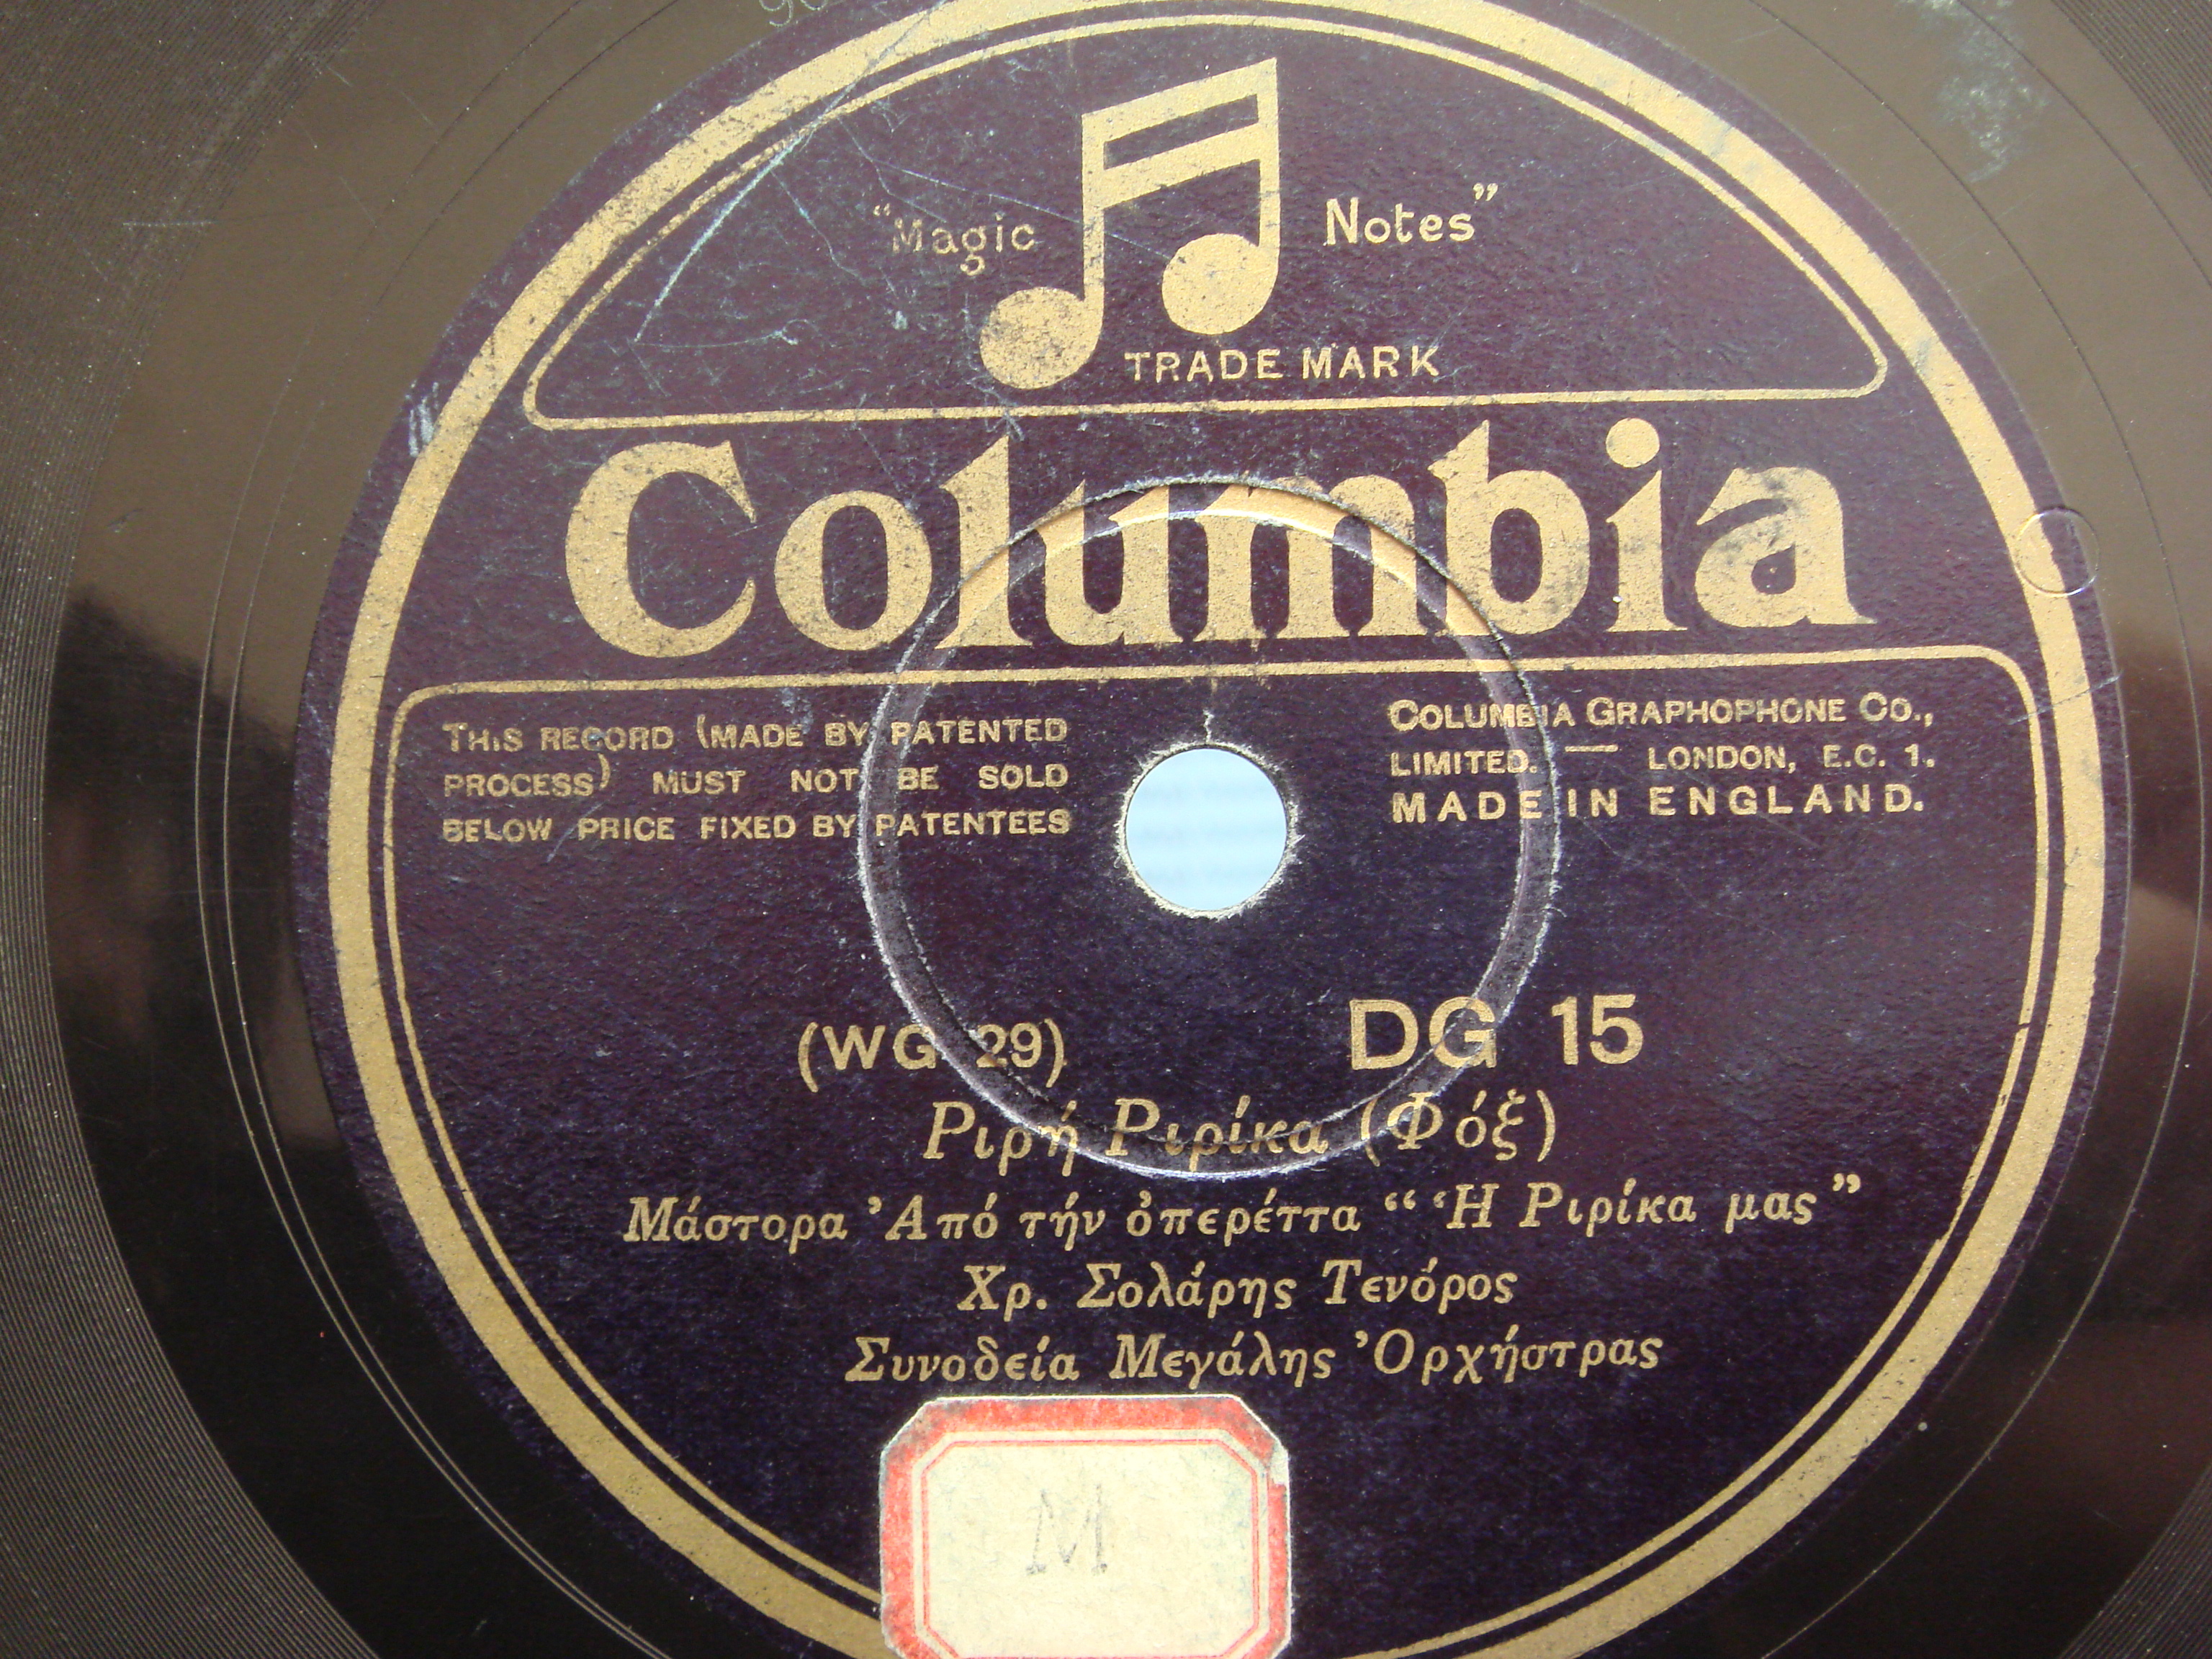 "Magic Notes"
TRADE MARK
Columbia
THIS RECORD (MADE BY PATENTED
PROCESS) MUST NOT BE SOLD
BELOW PRICE FIXED BY PATENTEES
COLUMBIA GRAPHOPHONE CO.,
LIMITED. — LONDON, E.C. 1.
MADE IN ENGLAND.
(WG 29) DG 15
Ριρή Ριρίκα (Φόξ)
Μάστορα Ἀπό τήν ὀπερέττα "Ἡ Ριρίκα μας"
Χρ. Σολάρης Τενόρος
Συνοδεία Μεγάλης Ὀρχήστρας
M